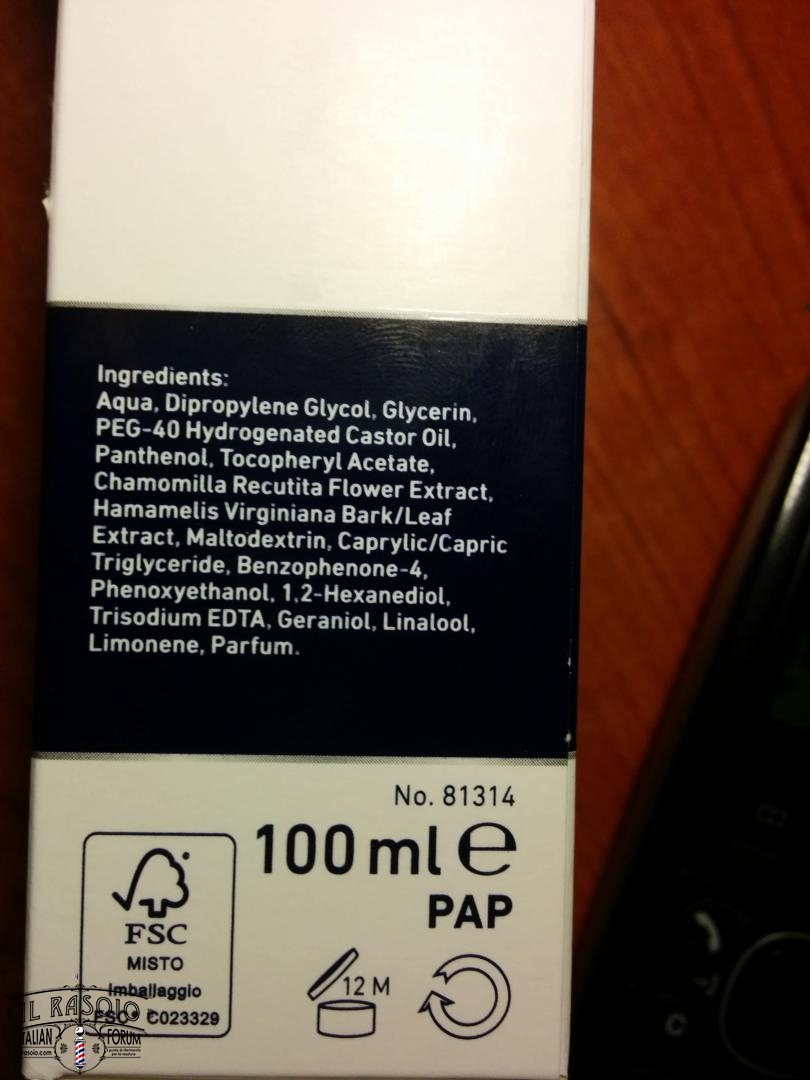 Ingredients:
Aqua, Dipropylene Glycol, Glycerin,
PEG-40 Hydrogenated Castor Oil,
Panthenol, Tocopheryl Acetate,
Chamomilla Recutita Flower Extract,
Hamamelis Virginiana Bark/Leaf
Extract, Maltodextrin, Caprylic/Capric
Triglyceride, Benzophenone-4,
Phenoxyethanol, 1,2-Hexanediol,
Trisodium EDTA, Geraniol, Linalool,
Limonene, Parfum.
No. 81314
100 ml e
PAP
FSC
MISTO
Imballaggio
FSC® C023329
12 M
IL RASOIO
ITALIAN FORUM
C